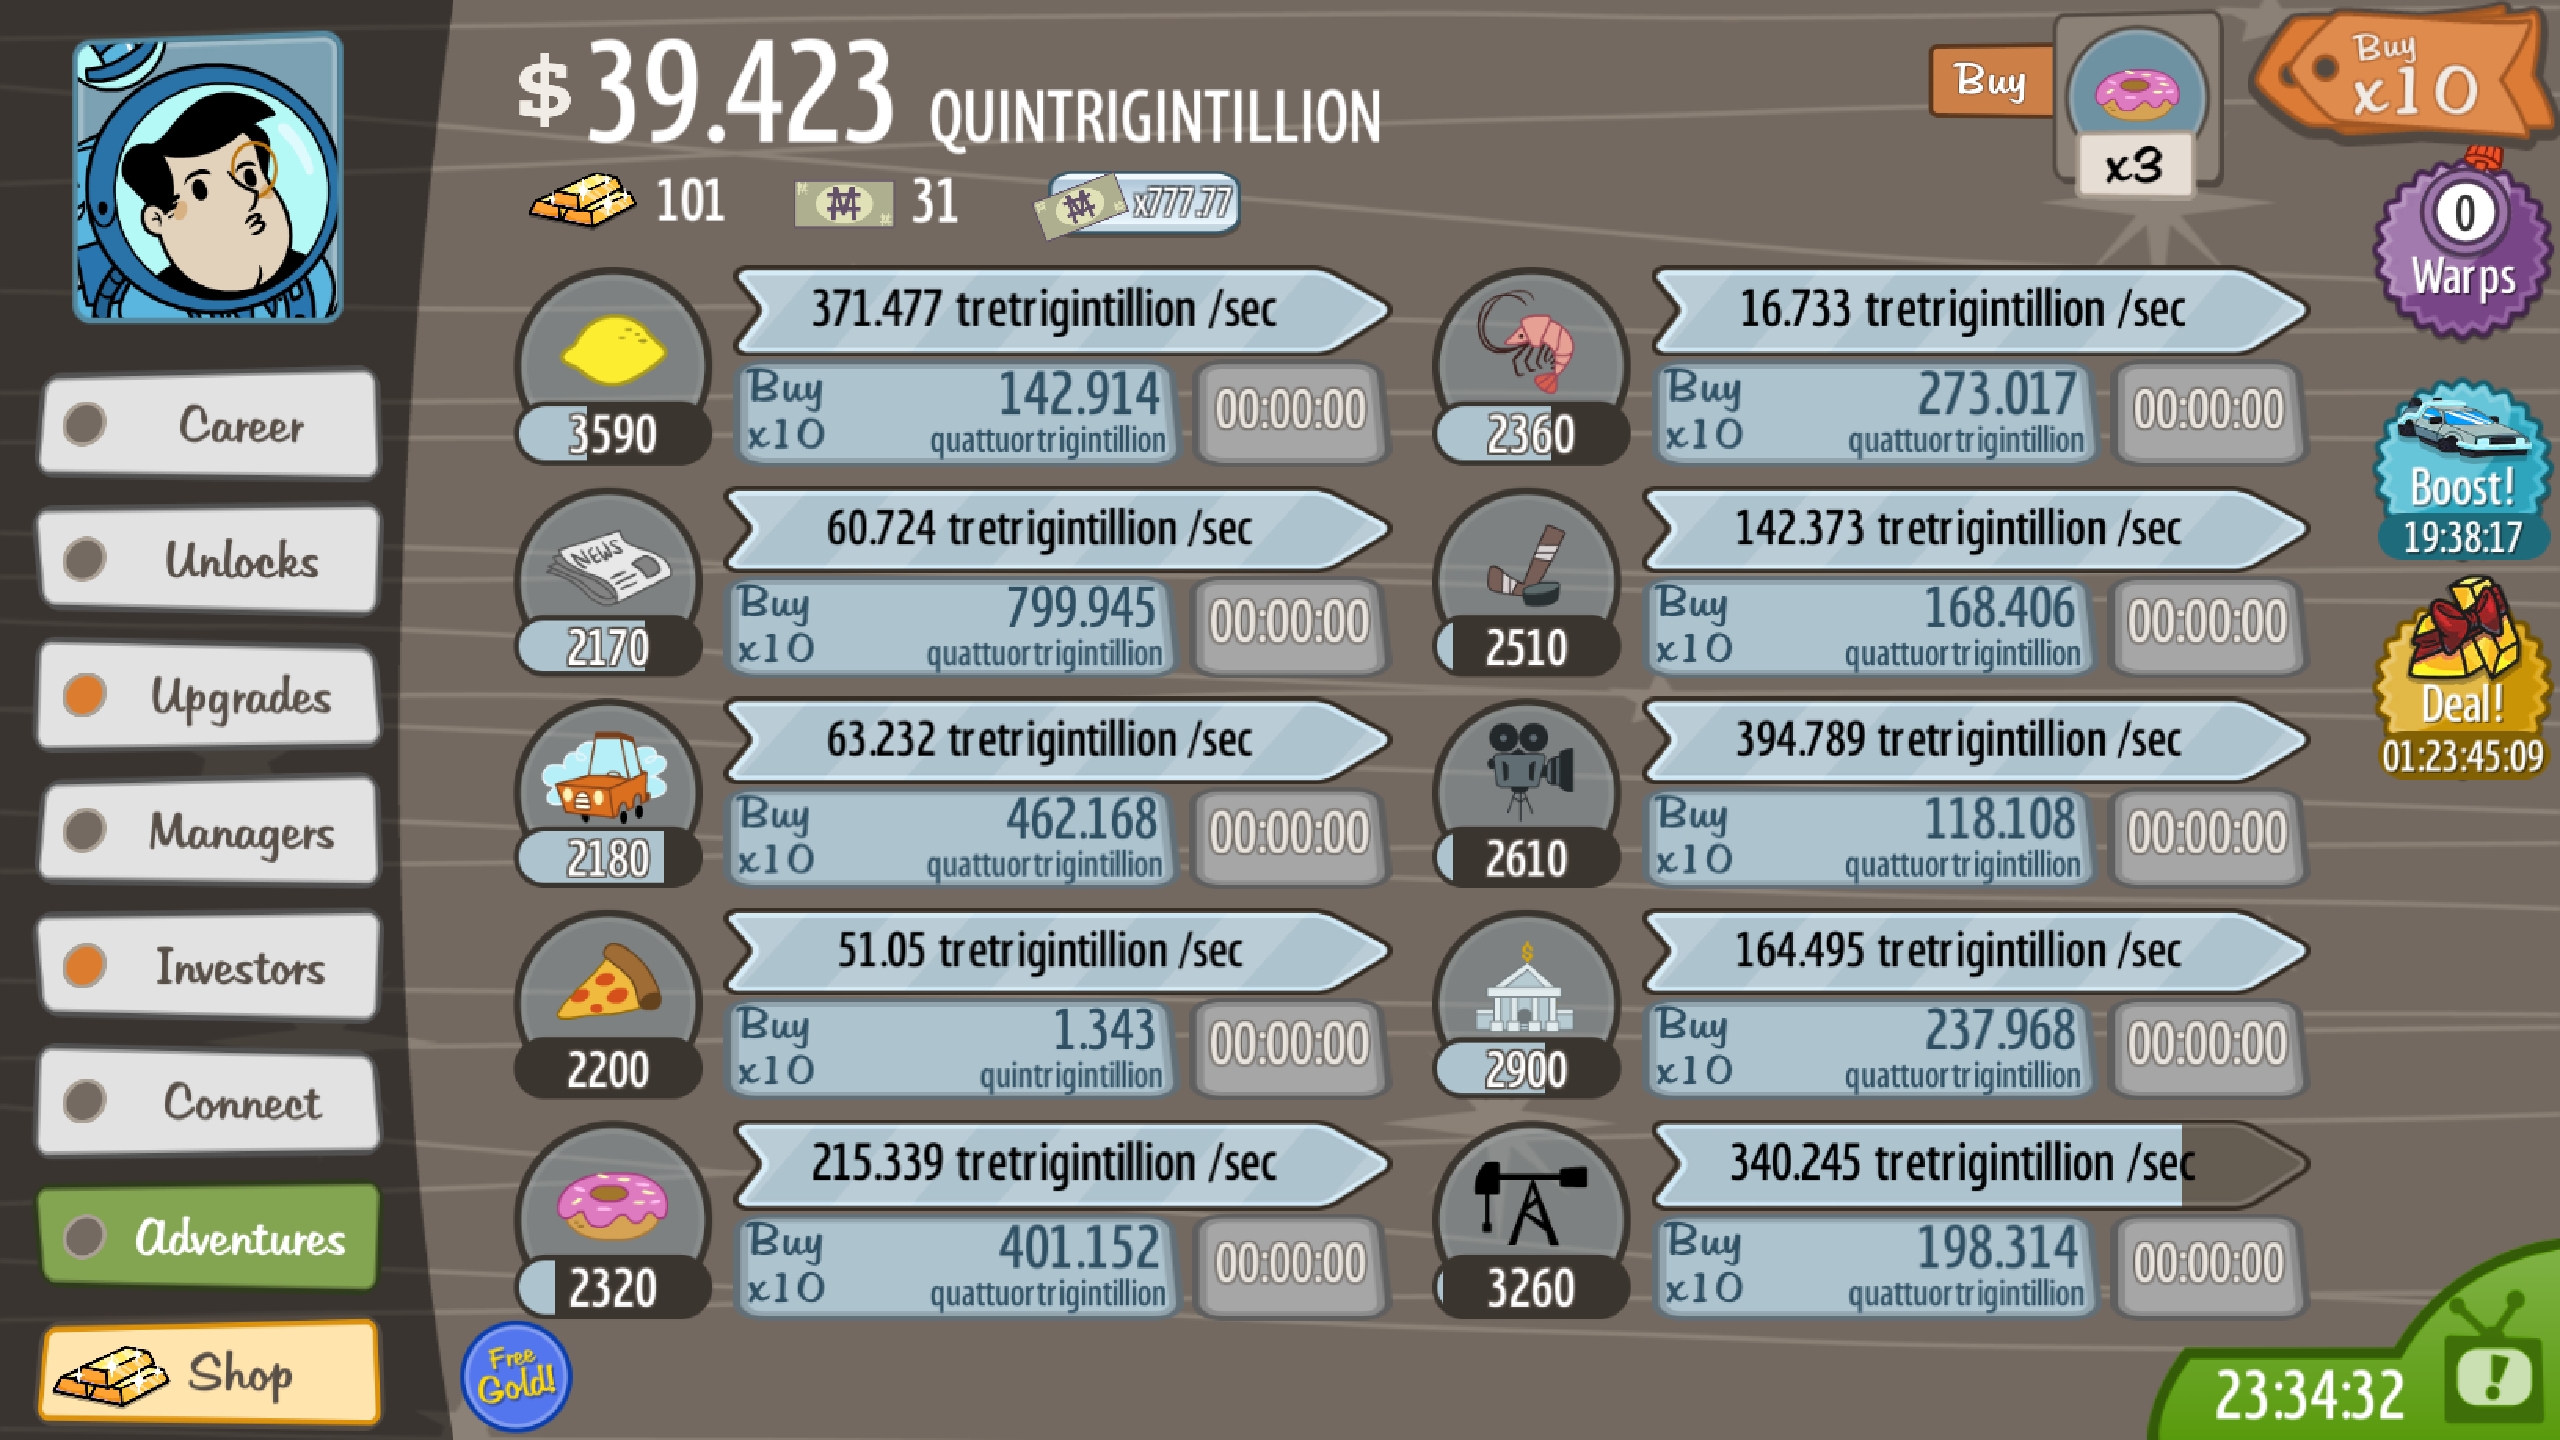 $ 39.423 QUINTRIGINTILLION
101 31 x777.77
Buy x3
Buy
x10
0
Warps
Boost!
19:38:17
Deal!
01:23:45:09
Career
Unlocks
Upgrades
Managers
Investors
Connect
Adventures
Shop
371.477 tretrigintillion /sec
3590
Buy
x10
142.914
quattuortrigintillion
00:00:00
NEWS
60.724 tretrigintillion /sec
2170
Buy
x10
799.945
quattuortrigintillion
00:00:00
63.232 tretrigintillion /sec
2180
Buy
x10
462.168
quattuortrigintillion
00:00:00
51.05 tretrigintillion /sec
2200
Buy
x10
1.343
quintrigintillion
00:00:00
215.339 tretrigintillion /sec
2320
Buy
x10
401.152
quattuortrigintillion
00:00:00
16.733 tretrigintillion /sec
2360
Buy
x10
273.017
quattuortrigintillion
00:00:00
142.373 tretrigintillion /sec
2510
Buy
x10
168.406
quattuortrigintillion
00:00:00
394.789 tretrigintillion /sec
2610
Buy
x10
118.108
quattuortrigintillion
00:00:00
$
164.495 tretrigintillion /sec
2900
Buy
x10
237.968
quattuortrigintillion
00:00:00
340.245 tretrigintillion /sec
3260
Buy
x10
198.314
quattuortrigintillion
00:00:00
Free
Gold!
23:34:32
!